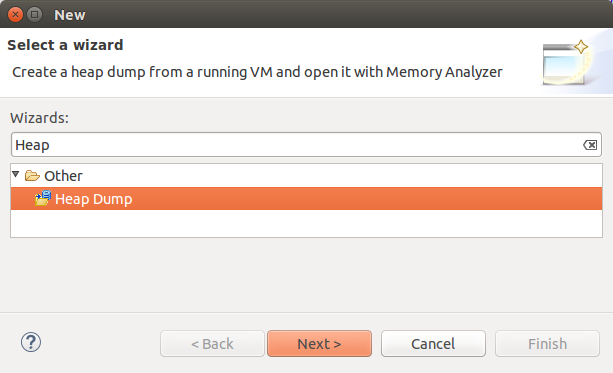 New
Select a wizard
Create a heap dump from a running VM and open it with Memory Analyzer
Wizards:
Heap
Other
Heap Dump
?
< Back Next > Cancel Finish